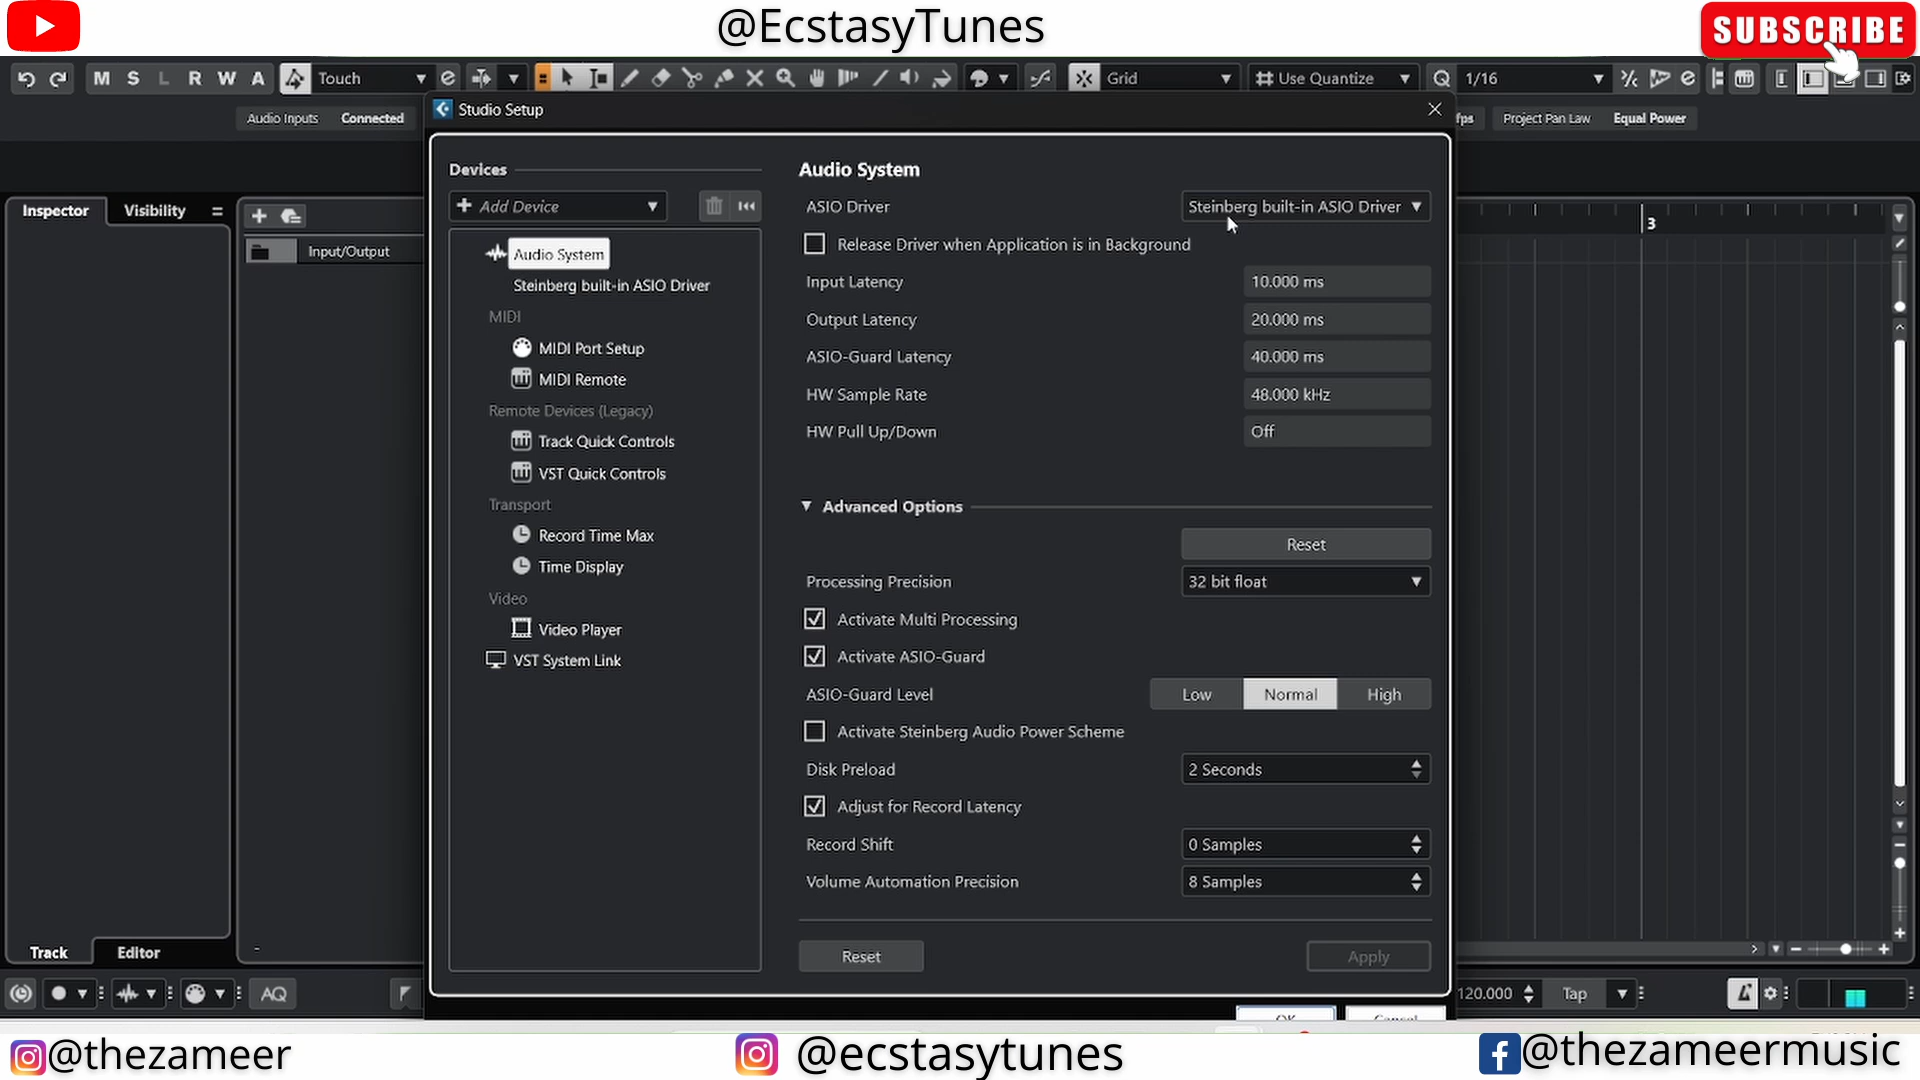 @EcstasyTunes
SUBSCRIBE
M S L R W A Touch Grid Use Quantize Q 1/16
Studio Setup
Audio Inputs Connected
fps Project Pan Law Equal Power
Inspector Visibility
Input/Output
3
Devices
Add Device
Audio System
Steinberg built-in ASIO Driver
MIDI
MIDI Port Setup
MIDI Remote
Remote Devices (Legacy)
Track Quick Controls
VST Quick Controls
Transport
Record Time Max
Time Display
Video
Video Player
VST System Link
Audio System
ASIO Driver Steinberg built-in ASIO Driver
Release Driver when Application is in Background
Input Latency 10.000 ms
Output Latency 20.000 ms
ASIO-Guard Latency 40.000 ms
HW Sample Rate 48.000 kHz
HW Pull Up/Down Off
Advanced Options
Reset
Processing Precision 32 bit float
Activate Multi Processing
Activate ASIO-Guard
ASIO-Guard Level Low Normal High
Activate Steinberg Audio Power Scheme
Disk Preload 2 Seconds
Adjust for Record Latency
Record Shift 0 Samples
Volume Automation Precision 8 Samples
Reset Apply
Track Editor
AQ
120.000 Tap
OK Cancel
@thezameer
@ecstasytunes
@thezameermusic